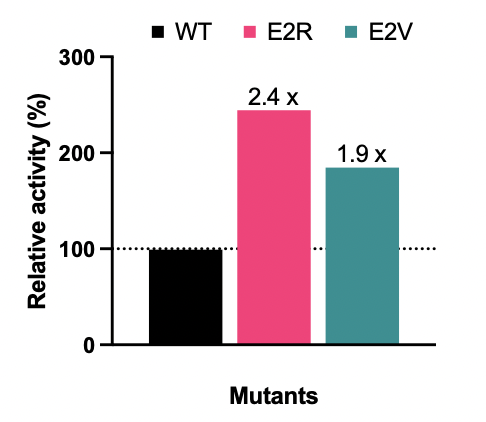 WT E2R E2V
300
200
100
0
Relative activity (%)
2.4 x
1.9 x
Mutants